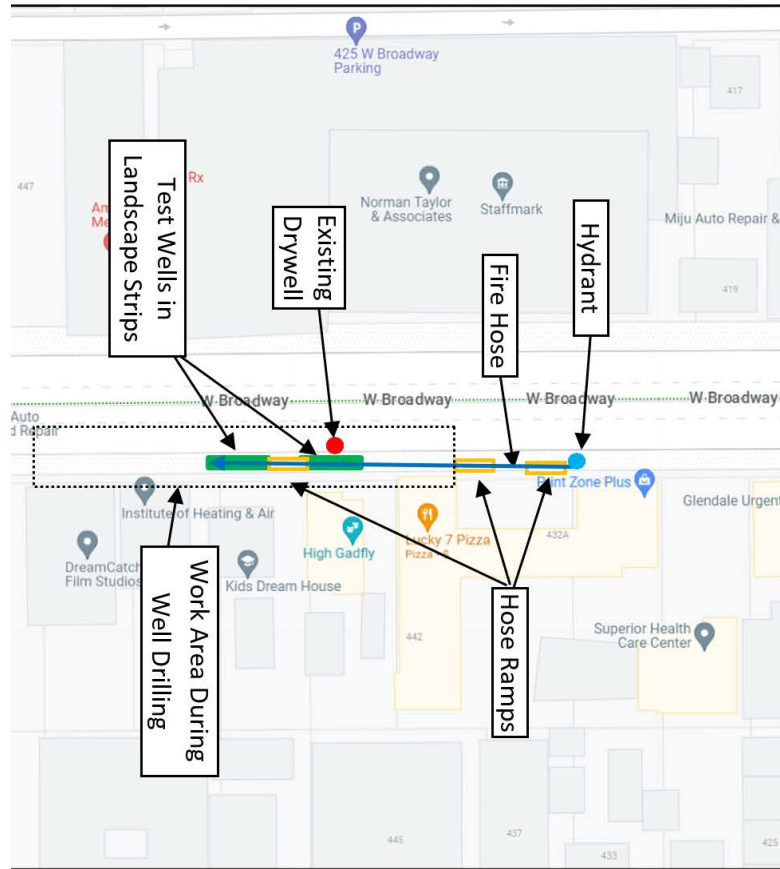 P
425 W Broadway
Parking
417
447
Rx
Test Wells in
Landscape Strips
Existing
Drywell
Norman Taylor
& Associates
Staffmark
Fire Hose
Hydrant
Miju Auto Repair &
419
W Broadway
W Broadway
W Broadway
W Broadway
Auto
d Repair
Institute of Heating & Air
Print Zone Plus
Glendale Urgent
DreamCatch
Film Studios
High Gadfly
Lucky 7 Pizza
432A
Kids Dream House
Work Area During
Well Drilling
Hose Ramps
442
Superior Health
Care Center
445
437
433
425